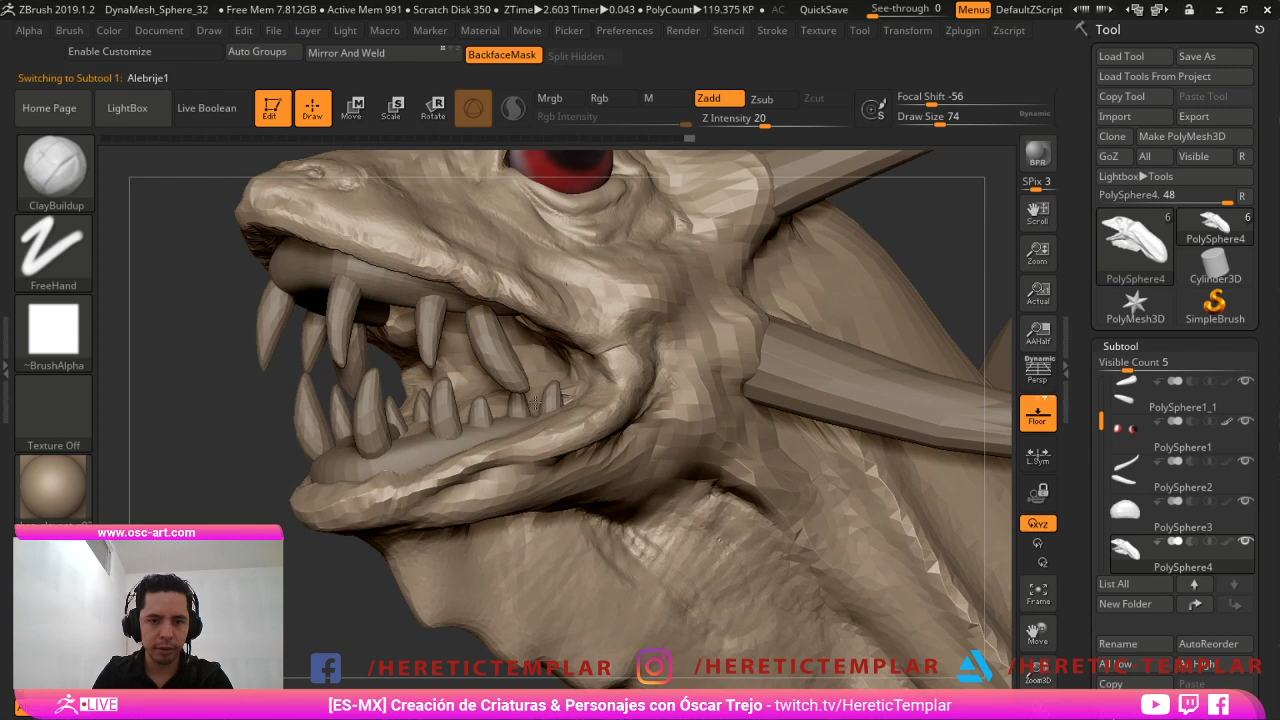 ZBrush 2019.1.2 DynaMesh_Sphere_32 • Free Mem 7.812GB • Active Mem 991 • Scratch Disk 350 • ZTime▶2.603 Timer▶0.043 • PolyCount▶119.375 KP • AC QuickSave See-through 0 Menus DefaultZScript
Alpha Brush Color Document Draw Edit File Layer Light Macro Marker Material Movie Picker Preferences Render Stencil Stroke Texture Tool Transform Zplugin Zscript
Enable Customize Auto Groups Mirror And Weld BackfaceMask Split Hidden
Switching to Subtool 1: Alebrije1
Home Page LightBox Live Boolean Edit Draw Move Scale Rotate
Mrgb Rgb M
Rgb Intensity
Zadd Zsub Zcut
Z Intensity 20
Focal Shift -56
Draw Size 74 Dynamic
ClayBuildup
FreeHand
~BrushAlpha
Texture Off
BPR
SPix 3
Scroll
Zoom
Actual
AAHalf
Dynamic
Persp
Floor
L.Sym
XYZ
Frame
Move
Zoom3D
Tool
Load Tool Save As
Load Tools From Project
Copy Tool Paste Tool
Import Export
Clone Make PolyMesh3D
GoZ All Visible R
Lightbox▶Tools
PolySphere4. 48 R
6 6
PolySphere4
PolySphere4 Cylinder3D
PolyMesh3D SimpleBrush
Subtool
Visible Count 5
PolySphere1_1
PolySphere1
PolySphere2
PolySphere3
PolySphere4
List All
New Folder
Rename AutoReorder
Copy Paste
www.osc-art.com
/HERETICTEMPLAR /HERETICTEMPLAR /HERETIC-TEMPLAR
LIVE [ES-MX] Creación de Criaturas & Personajes con Óscar Trejo - twitch.tv/HereticTemplar